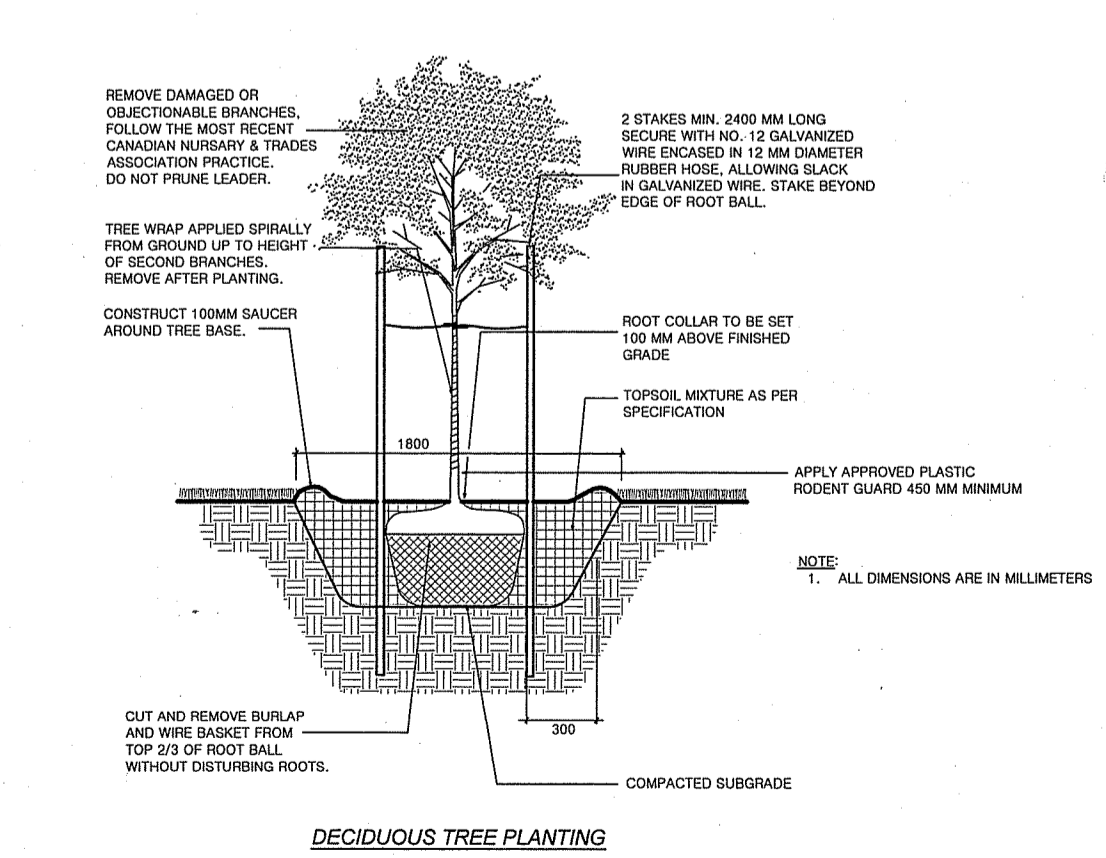 REMOVE DAMAGED OR
OBJECTIONABLE BRANCHES,
FOLLOW THE MOST RECENT
CANADIAN NURSARY & TRADES
ASSOCIATION PRACTICE.
DO NOT PRUNE LEADER.
TREE WRAP APPLIED SPIRALLY
FROM GROUND UP TO HEIGHT
OF SECOND BRANCHES.
REMOVE AFTER PLANTING.
CONSTRUCT 100MM SAUCER
AROUND TREE BASE.
2 STAKES MIN. 2400 MM LONG
SECURE WITH NO. 12 GALVANIZED
WIRE ENCASED IN 12 MM DIAMETER
RUBBER HOSE, ALLOWING SLACK
IN GALVANIZED WIRE. STAKE BEYOND
EDGE OF ROOT BALL.
ROOT COLLAR TO BE SET
100 MM ABOVE FINISHED
GRADE
TOPSOIL MIXTURE AS PER
SPECIFICATION
1800
APPLY APPROVED PLASTIC
RODENT GUARD 450 MM MINIMUM
NOTE:
1. ALL DIMENSIONS ARE IN MILLIMETERS
CUT AND REMOVE BURLAP
AND WIRE BASKET FROM
TOP 2/3 OF ROOT BALL
WITHOUT DISTURBING ROOTS.
300
COMPACTED SUBGRADE
DECIDUOUS TREE PLANTING